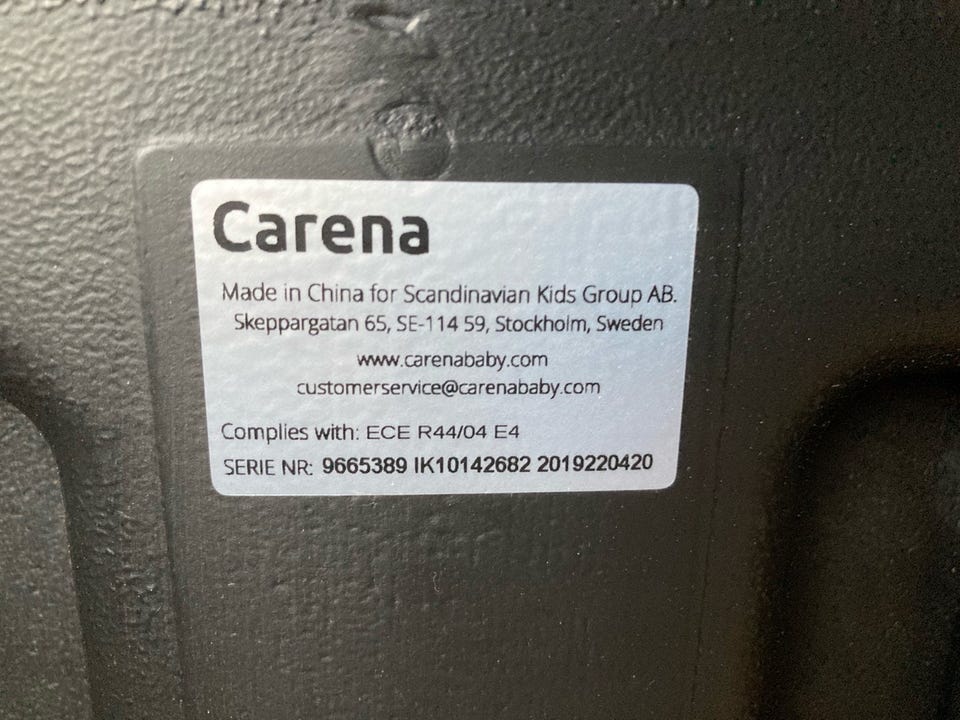 Carena
Made in China for Scandinavian Kids Group AB.
Skeppargatan 65, SE-114 59, Stockholm, Sweden
www.carenababy.com
customerservice@carenababy.com
Complies with: ECE R44/04 E4
SERIE NR: 9665389 IK10142682 2019220420